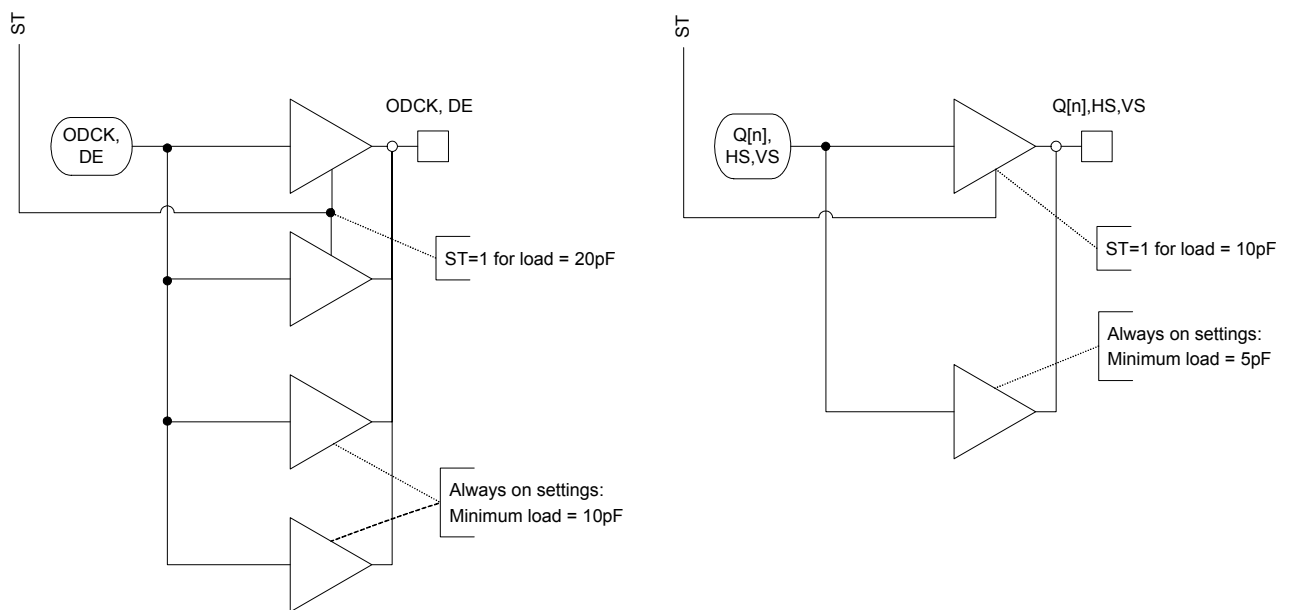 ST
ODCK,
DE
ODCK, DE
ST=1 for load = 20pF
Always on settings:
Minimum load = 10pF
ST
Q[n],
HS,VS
Q[n],HS,VS
ST=1 for load = 10pF
Always on settings:
Minimum load = 5pF